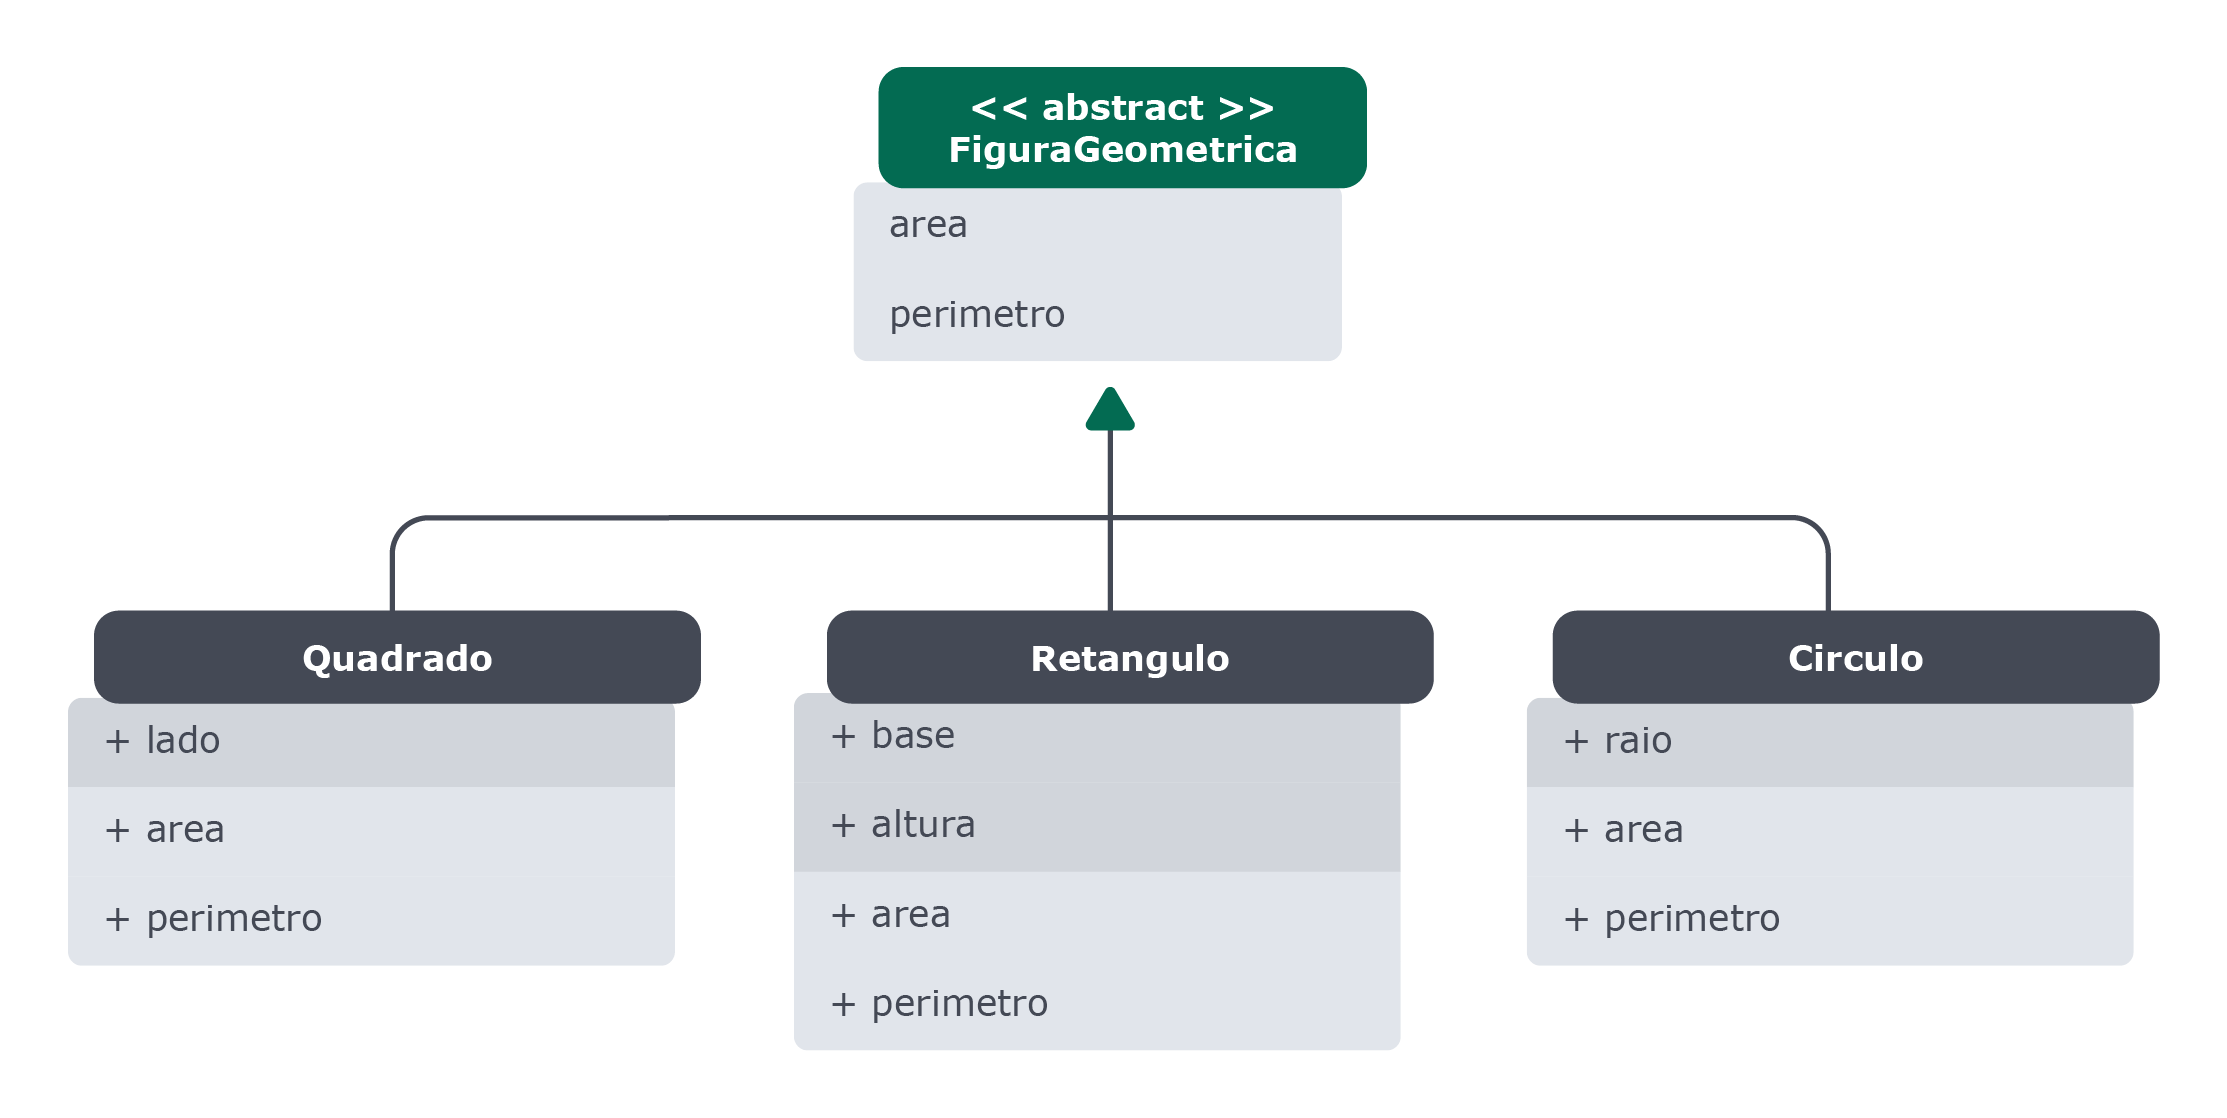 << abstract >>
FiguraGeometrica
area
perimetro
Quadrado
+ lado
+ area
+ perimetro
Retangulo
+ base
+ altura
+ area
+ perimetro
Circulo
+ raio
+ area
+ perimetro